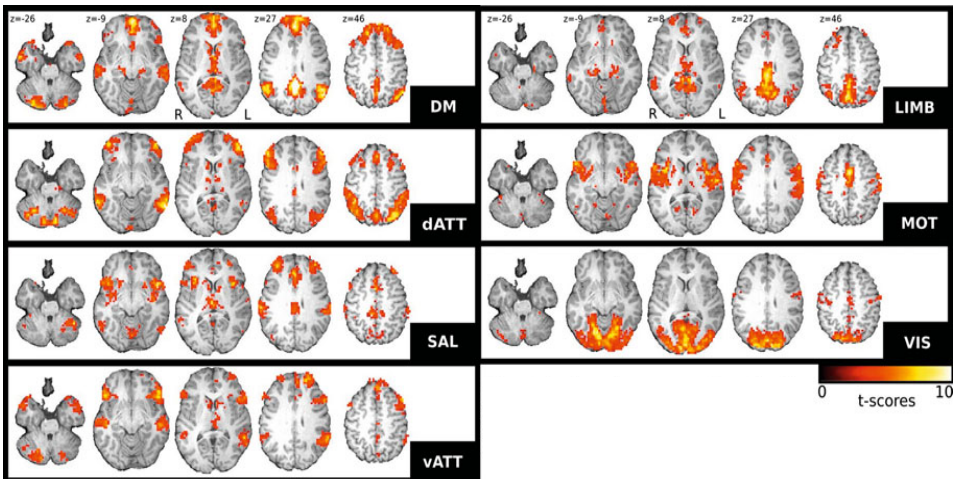 z=-26 z=-9 z=8 z=27 z=46
R L
DM
dATT
SAL
vATT
z=-26 z=-9 z=8 z=27 z=46
R L
LIMB
MOT
VIS
0 t-scores 10